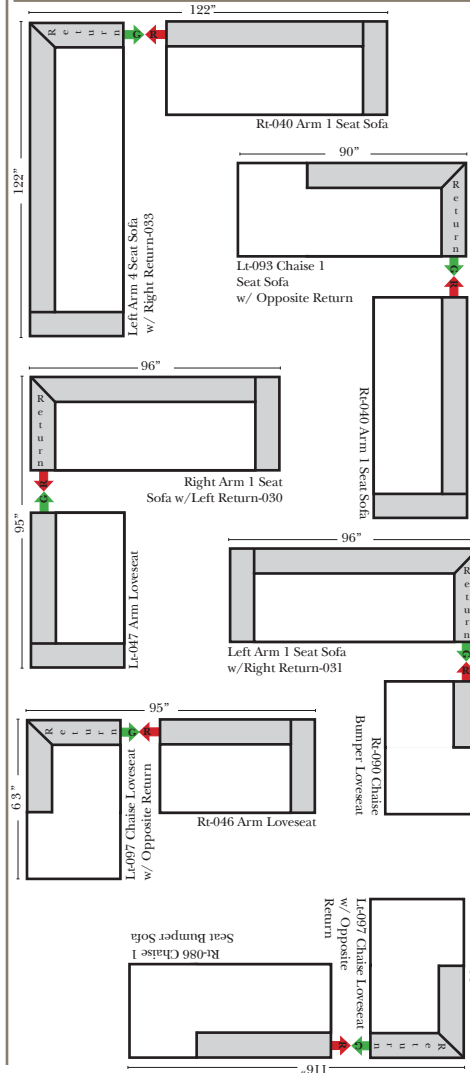 122”
Return
G R
Rt-040 Arm 1 Seat Sofa
122”
Left Arm 4 Seat Sofa
w/ Right Return-033
90”
Return
Lt-093 Chaise 1
Seat Sofa
w/ Opposite Return
G
R
Rt-040 Arm 1 Seat Sofa
96”
Return
R
G
Right Arm 1 Seat
Sofa w/Left Return-030
95”
Lt-047 Arm Loveseat
96”
Return
Left Arm 1 Seat Sofa
w/Right Return-031
G
R
Rt-090 Chaise
Bumper Loveseat
95”
Return
G R
63”
Lt-097 Chaise Loveseat
w/ Opposite Return
Rt-046 Arm Loveseat
Rt-086 Chaise 1
Seat Bumper Sofa
Lt-097 Chaise Loveseat
w/ Opposite
Return
R G
Return
116”